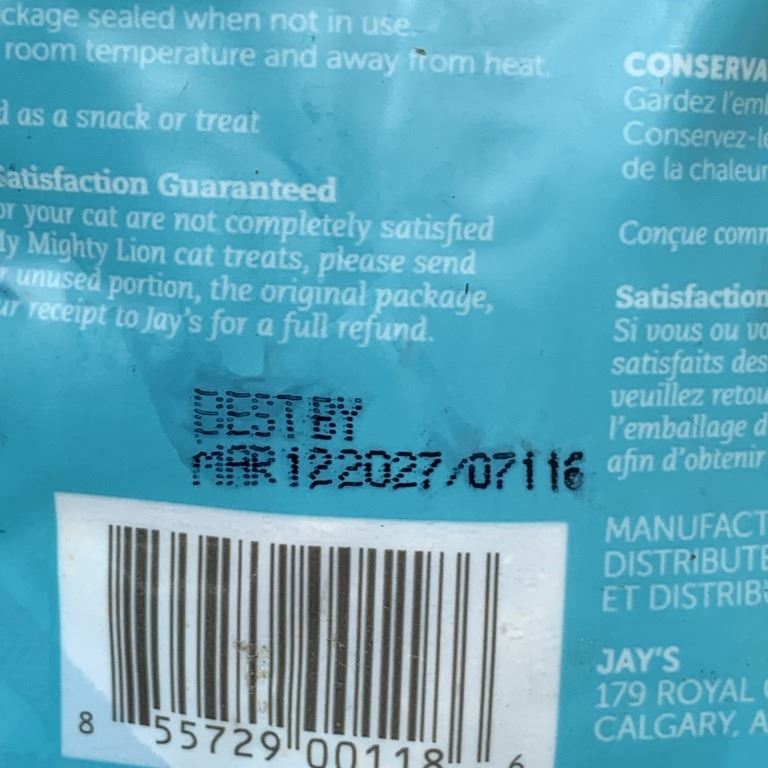 ckage sealed when not in use.
room temperature and away from heat.
d as a snack or treat
Satisfaction Guaranteed
or your cat are not completely satisfied
ly Mighty Lion cat treats, please send
r unused portion, the original package,
ur receipt to Jay's for a full refund.
BEST BY
MAR122027/07116
8 55729 00118 6
CONSERVA
Gardez l'emb
Conservez-le
de la chaleur
Conçue comm
Satisfaction
Si vous ou vo
satisfaits des
veuillez retou
l'emballage d
afin d'obtenir
MANUFACT
DISTRIBUTE
ET DISTRIB
JAY'S
179 ROYAL
CALGARY, A